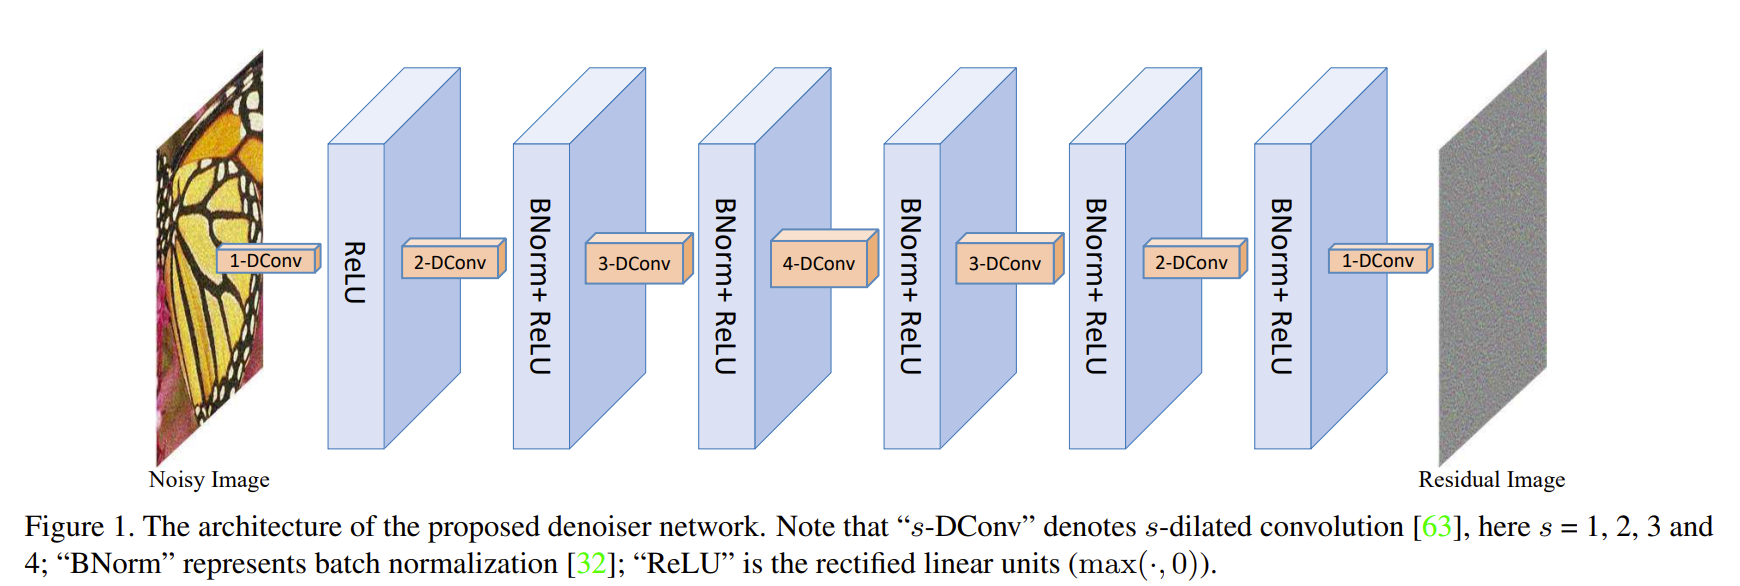 1-DConv
ReLU
2-DConv
BNorm+ ReLU
3-DConv
BNorm+ ReLU
4-DConv
BNorm+ ReLU
3-DConv
BNorm+ ReLU
2-DConv
BNorm+ ReLU
1-DConv
Noisy Image
Residual Image
Figure 1. The architecture of the proposed denoiser network. Note that “s-DConv” denotes s-dilated convolution [63], here s = 1, 2, 3 and
4; “BNorm” represents batch normalization [32]; “ReLU” is the rectified linear units (max(·, 0)).